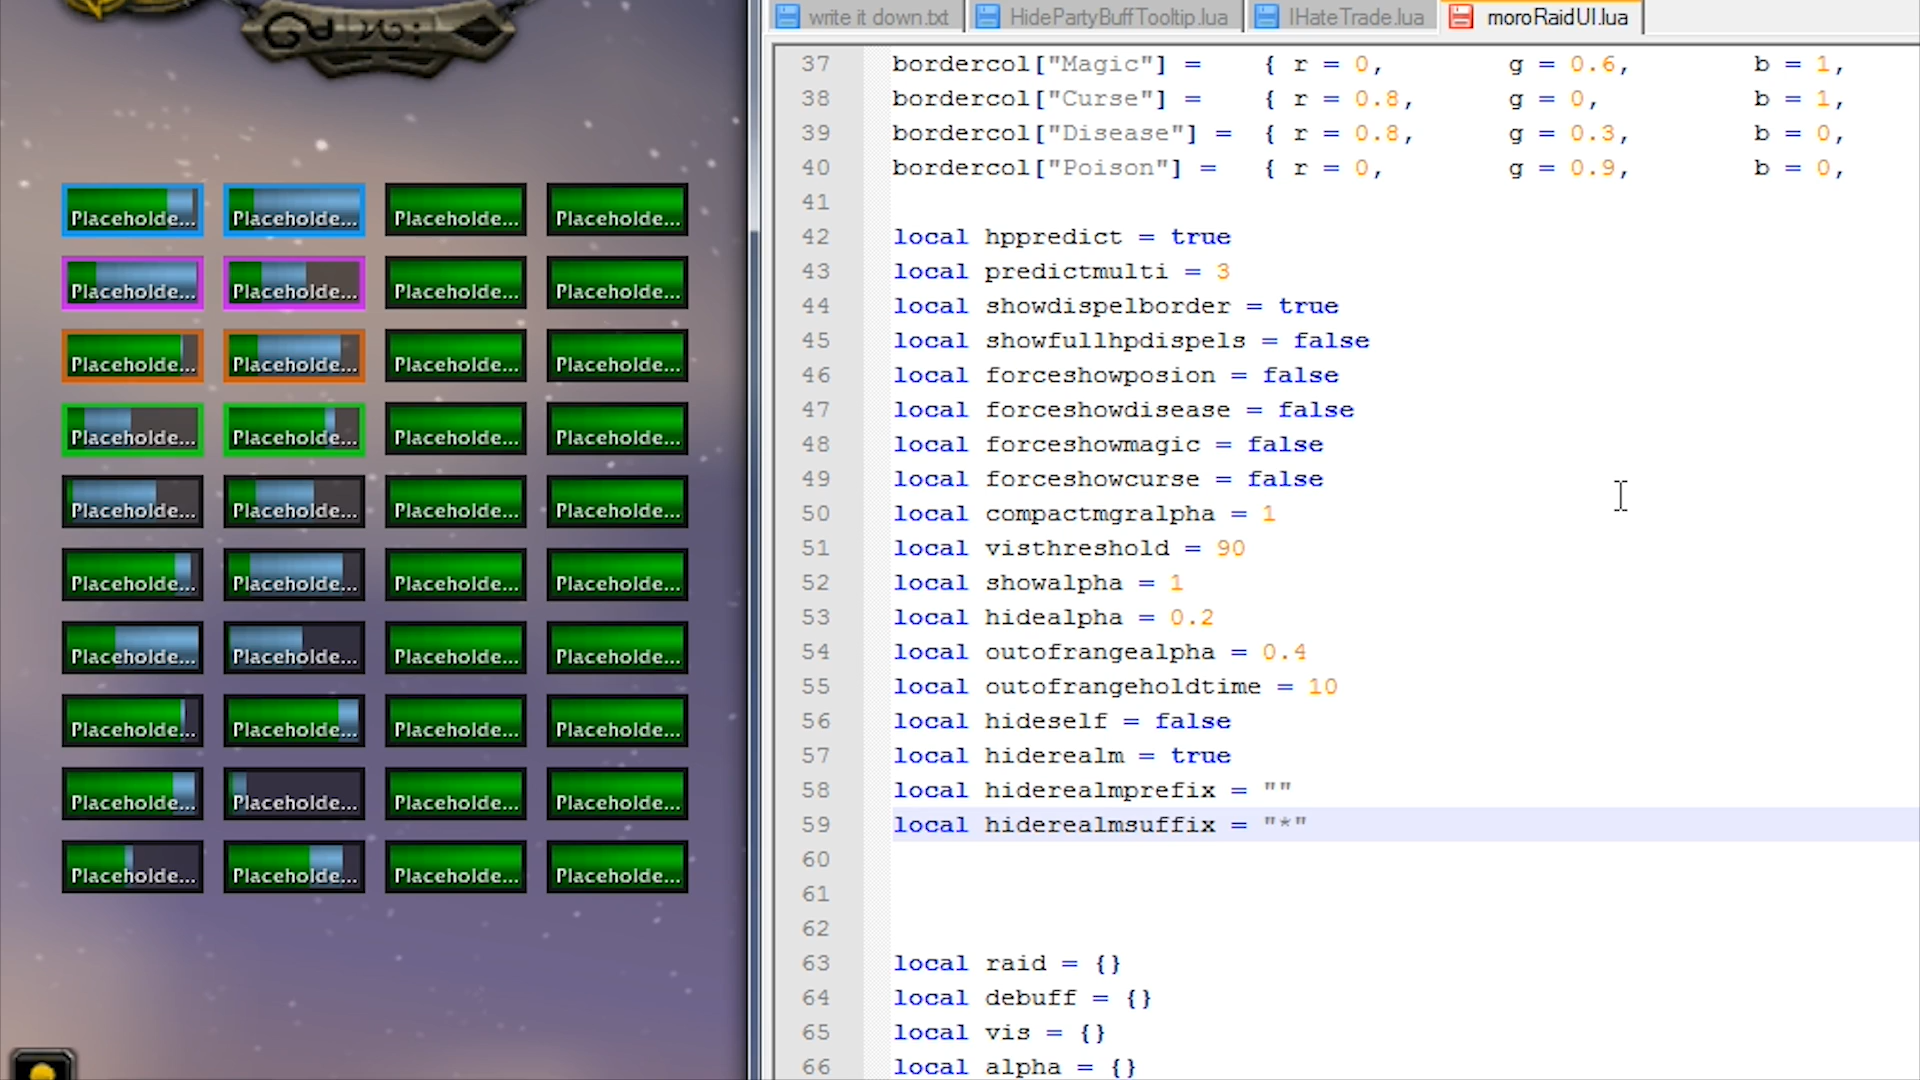 write it down.txt HidePartyBuffTooltip.lua IHateTrade.lua moroRaidUI.lua
Placeholde... Placeholde... Placeholde... Placeholde...
Placeholde... Placeholde... Placeholde... Placeholde...
Placeholde... Placeholde... Placeholde... Placeholde...
Placeholde... Placeholde... Placeholde... Placeholde...
Placeholde... Placeholde... Placeholde... Placeholde...
Placeholde... Placeholde... Placeholde... Placeholde...
Placeholde... Placeholde... Placeholde... Placeholde...
Placeholde... Placeholde... Placeholde... Placeholde...
Placeholde... Placeholde... Placeholde... Placeholde...
Placeholde... Placeholde... Placeholde... Placeholde...
37 bordercol["Magic"] = { r = 0, g = 0.6, b = 1,
38 bordercol["Curse"] = { r = 0.8, g = 0, b = 1,
39 bordercol["Disease"] = { r = 0.8, g = 0.3, b = 0,
40 bordercol["Poison"] = { r = 0, g = 0.9, b = 0,
41
42 local hppredict = true
43 local predictmulti = 3
44 local showdispelborder = true
45 local showfullhpdispels = false
46 local forceshowposion = false
47 local forceshowdisease = false
48 local forceshowmagic = false
49 local forceshowcurse = false
50 local compactmgralpha = 1
51 local visthreshold = 90
52 local showalpha = 1
53 local hidealpha = 0.2
54 local outofrangealpha = 0.4
55 local outofrangeholdtime = 10
56 local hideself = false
57 local hiderealm = true
58 local hiderealmprefix = ""
59 local hiderealmsuffix = "*"
60
61
62
63 local raid = {}
64 local debuff = {}
65 local vis = {}
66 local alpha = {}